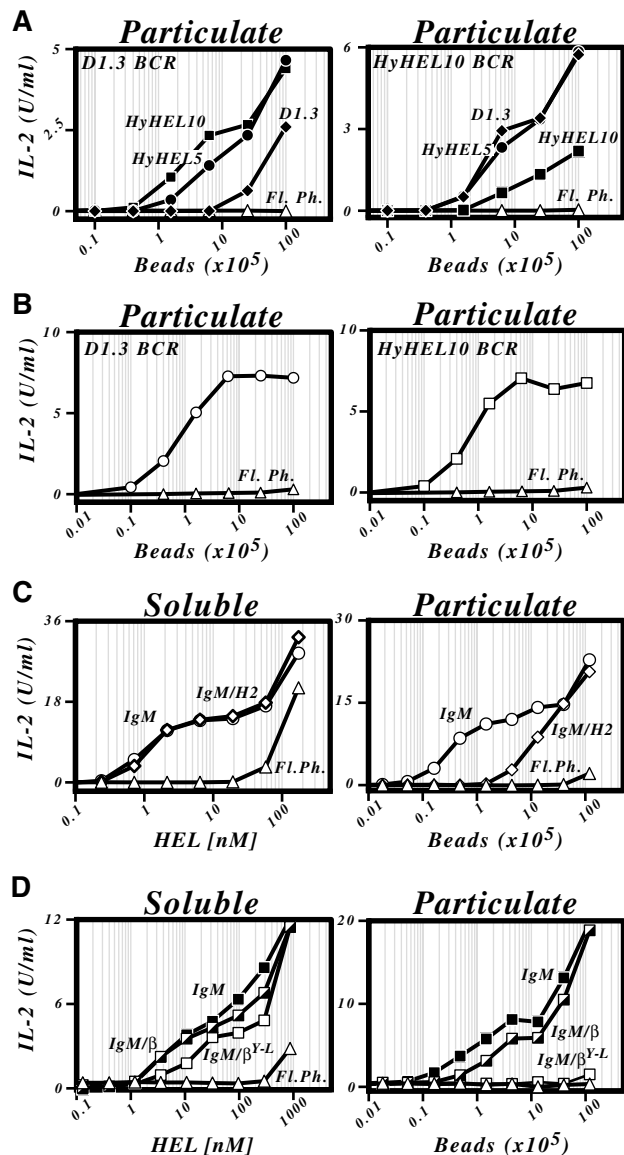 A
Particulate
Particulate
IL-2 (U/ml)
5
2.5
0
D1.3 BCR
HyHEL10
HyHEL5
D1.3
Fl. Ph.
0.1
1
10
100
Beads (x10⁵)
6
3
0
HyHEL10 BCR
D1.3
HyHEL5
HyHEL10
Fl. Ph.
0.1
1
10
100
Beads (x10⁵)
B
Particulate
Particulate
IL-2 (U/ml)
10
5
0
D1.3 BCR
Fl. Ph.
0.01
0.1
1
10
100
Beads (x10⁵)
10
5
0
HyHEL10 BCR
Fl. Ph.
0.01
0.1
1
10
100
Beads (x10⁵)
C
Soluble
Particulate
IL-2 (U/ml)
36
18
0
IgM
IgM/H2
Fl.Ph.
0.1
1
10
100
HEL [nM]
30
15
0
IgM
IgM/H2
Fl.Ph.
0.01
0.1
1
10
100
Beads (x10⁵)
D
Soluble
Particulate
IL-2 (U/ml)
12
6
0
IgM
IgM/β
IgM/βY-L
Fl.Ph.
0.1
1
10
100
1000
HEL [nM]
20
10
0
IgM
IgM/β
IgM/βY-L
Fl.Ph.
0.01
0.1
1
10
100
Beads (x10⁵)